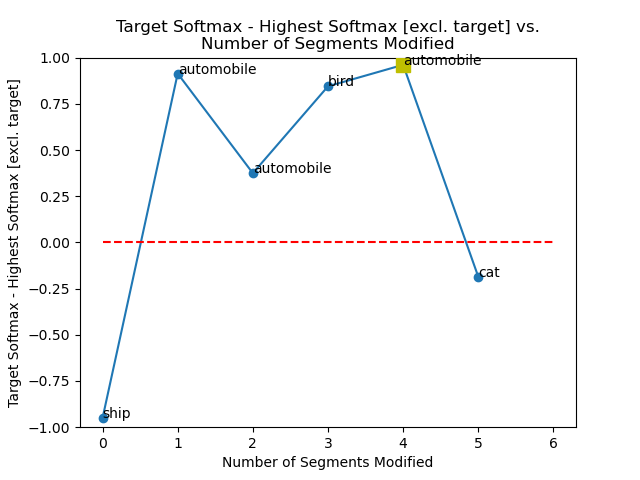 Target Softmax - Highest Softmax [excl. target] vs.
Number of Segments Modified
Target Softmax - Highest Softmax [excl. target]
1.00
0.75
0.50
0.25
0.00
−0.25
−0.50
−0.75
−1.00
automobile
automobile
bird
automobile
cat
ship
0 1 2 3 4 5 6
Number of Segments Modified